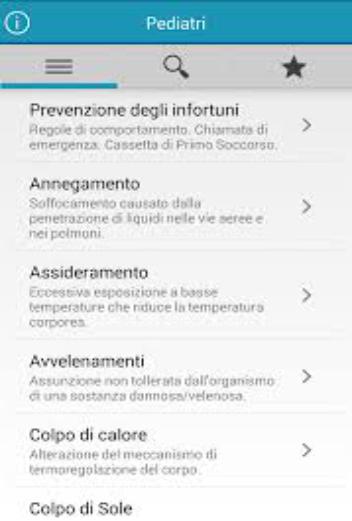 Pediatri
Prevenzione degli infortuni
Regole di comportamento. Chiamata di
emergenza. Cassetta di Primo Soccorso.
Annegamento
Soffocamento causato dalla
penetrazione di liquidi nelle vie aeree e
nei polmoni.
Assideramento
Eccessiva esposizione a basse
temperature che riduce la temperatura
corporea.
Avvelenamenti
Assunzione non tollerata dall'organismo
di una sostanza dannosa/velenosa.
Colpo di calore
Alterazione del meccanismo di
termoregolazione del corpo.
Colpo di Sole